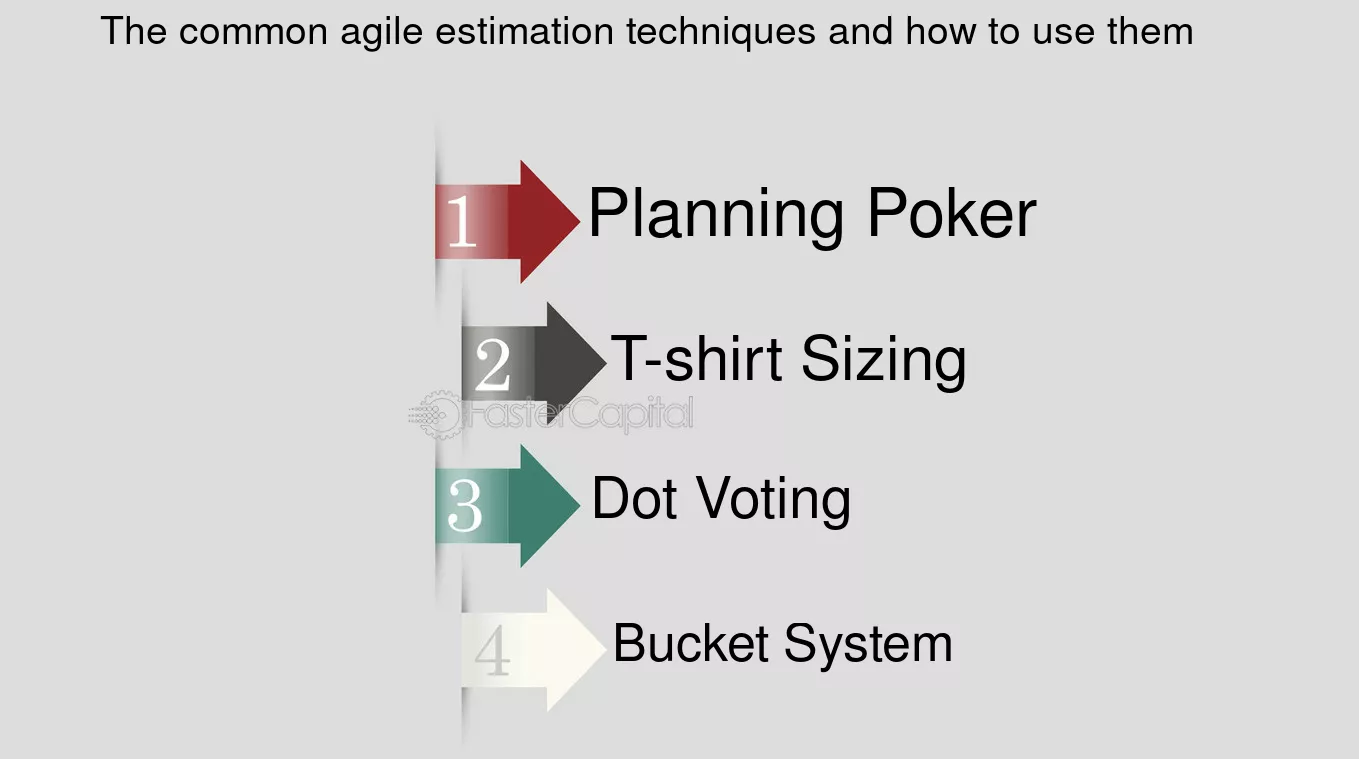 The common agile estimation techniques and how to use them
1 Planning Poker
2 T-shirt Sizing
FasterCapital
3 Dot Voting
4 Bucket System